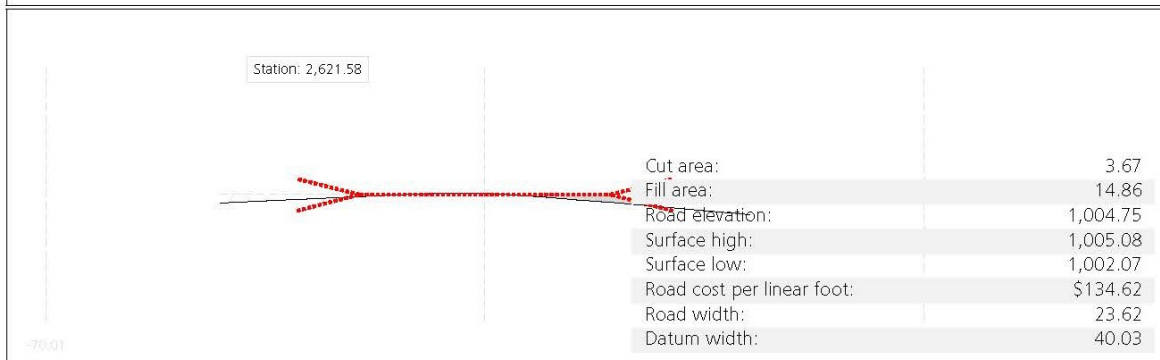 Station: 2,621.58
Cut area: 3.67
Fill area: 14.86
Road elevation: 1,004.75
Surface high: 1,005.08
Surface low: 1,002.07
Road cost per linear foot: $134.62
Road width: 23.62
Datum width: 40.03
-70.01